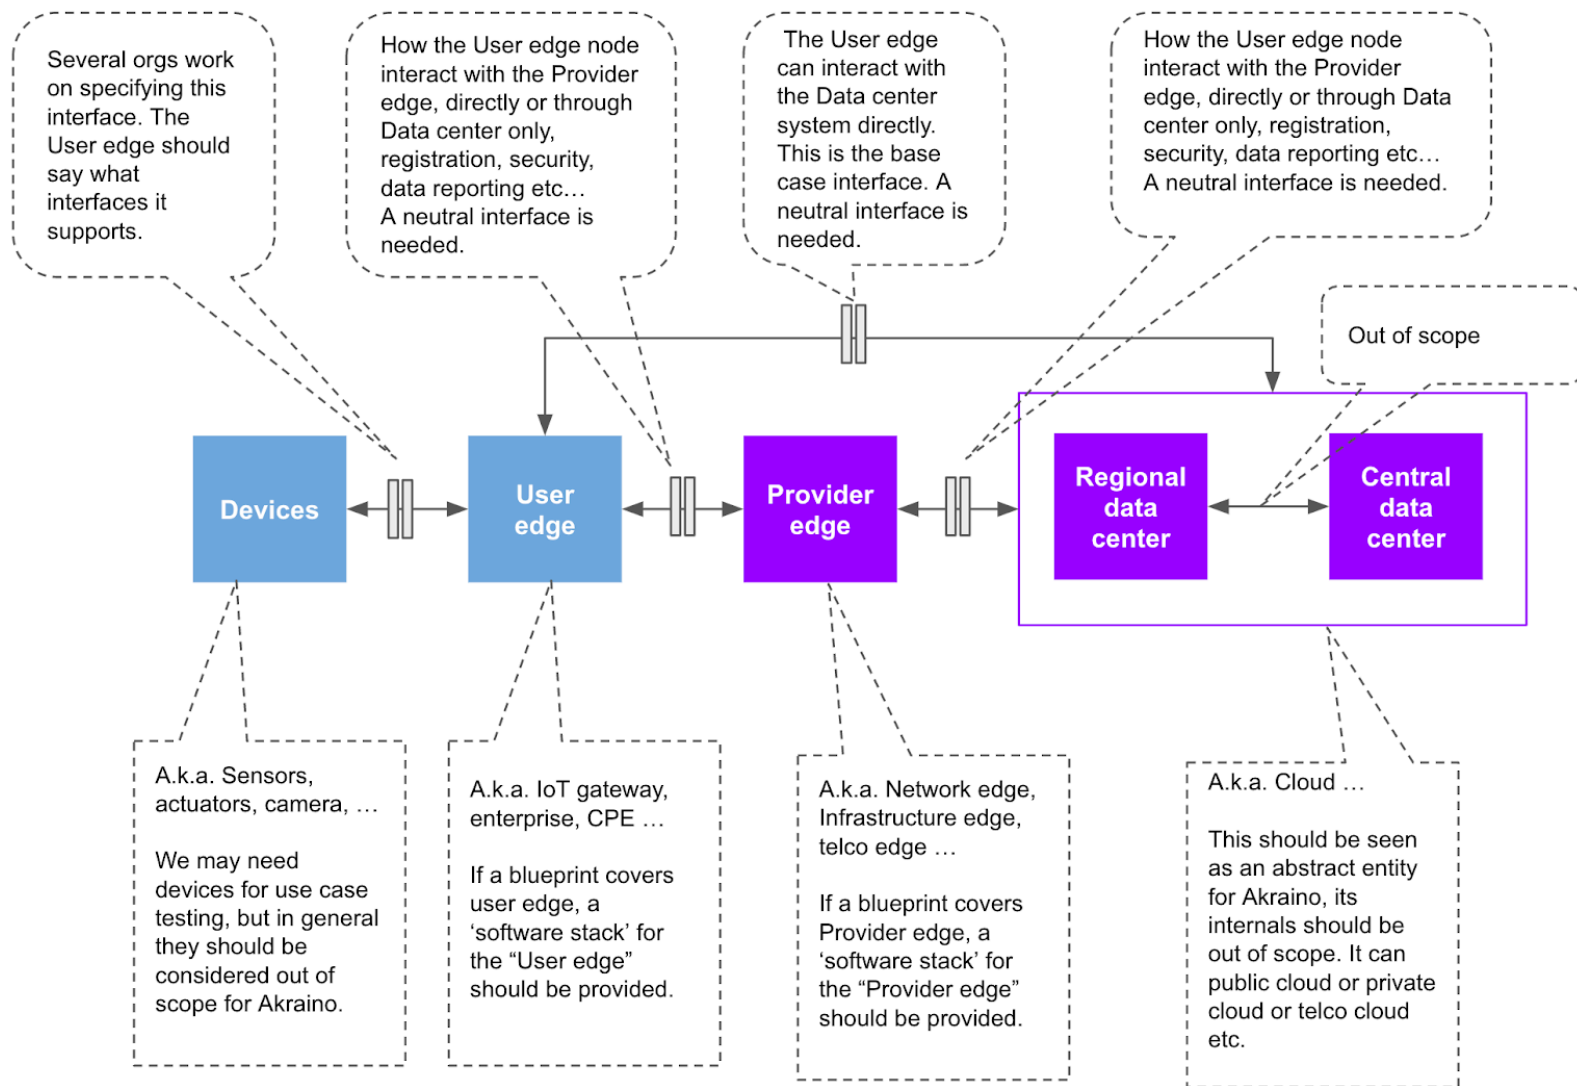 Several orgs work
on specifying this
interface. The
User edge should
say what
interfaces it
supports.
How the User edge node
interact with the Provider
edge, directly or through
Data center only,
registration, security,
data reporting etc…
A neutral interface is
needed.
The User edge
can interact with
the Data center
system directly.
This is the base
case interface. A
neutral interface is
needed.
How the User edge node
interact with the Provider
edge, directly or through Data
center only, registration,
security, data reporting etc…
A neutral interface is needed.
Out of scope
Devices
User
edge
Provider
edge
Regional
data
center
Central
data
center
A.k.a. Sensors,
actuators, camera, …
We may need
devices for use case
testing, but in general
they should be
considered out of
scope for Akraino.
A.k.a. IoT gateway,
enterprise, CPE …
If a blueprint covers
user edge, a
‘software stack’ for
the “User edge”
should be provided.
A.k.a. Network edge,
Infrastructure edge,
telco edge …
If a blueprint covers
Provider edge, a
‘software stack’ for
the “Provider edge”
should be provided.
A.k.a. Cloud …
This should be seen
as an abstract entity
for Akraino, its
internals should be
out of scope. It can
public cloud or private
cloud or telco cloud
etc.